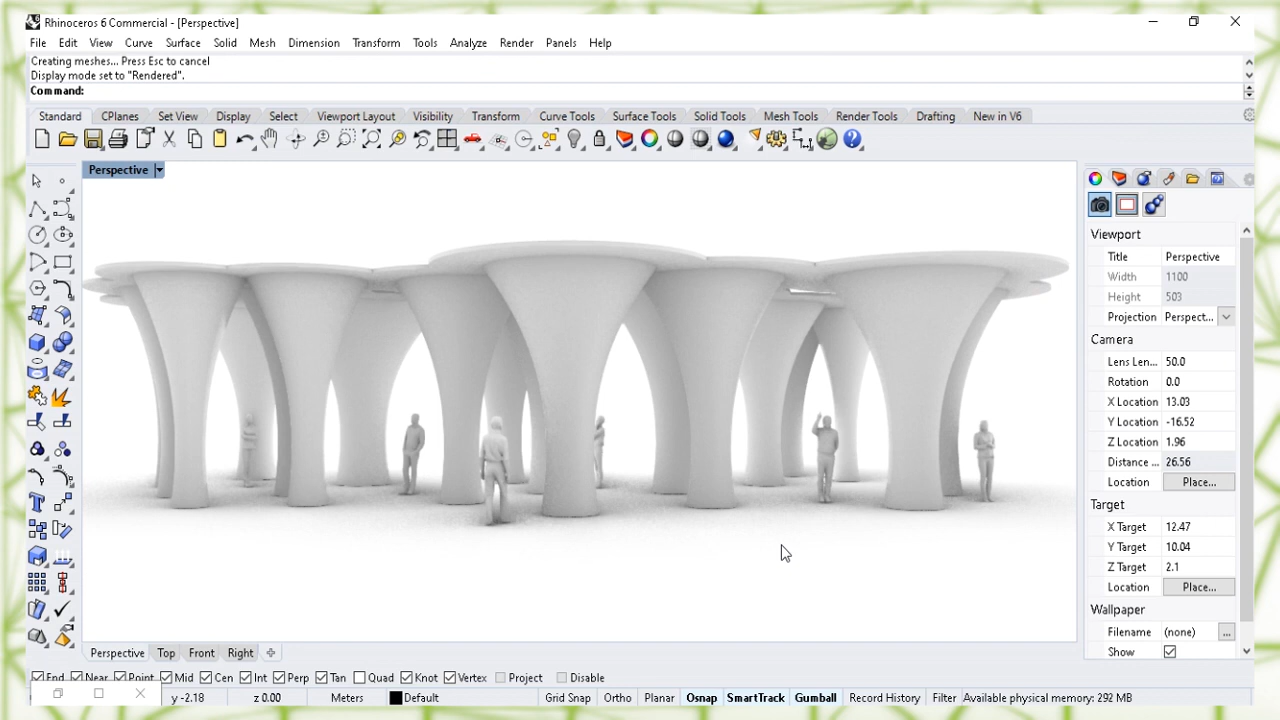 Rhinoceros 6 Commercial - [Perspective]
File Edit View Curve Surface Solid Mesh Dimension Transform Tools Analyze Render Panels Help
Creating meshes... Press Esc to cancel
Display mode set to "Rendered".
Command:
Standard CPlanes Set View Display Select Viewport Layout Visibility Transform Curve Tools Surface Tools Solid Tools Mesh Tools Render Tools Drafting New in V6
Perspective
Viewport
Title Perspective
Width 1100
Height 503
Projection Perspect...
Camera
Lens Len... 50.0
Rotation 0.0
X Location 13.03
Y Location -16.52
Z Location 1.96
Distance ... 26.56
Location Place...
Target
X Target 12.47
Y Target 10.04
Z Target 2.1
Location Place...
Wallpaper
Filename (none) ...
Show
Perspective Top Front Right
End Near Point Mid Cen Int Perp Tan Quad Knot Vertex Project Disable
y -2.18 z 0.00 Meters Default Grid Snap Ortho Planar Osnap SmartTrack Gumball Record History Filter Available physical memory: 292 MB